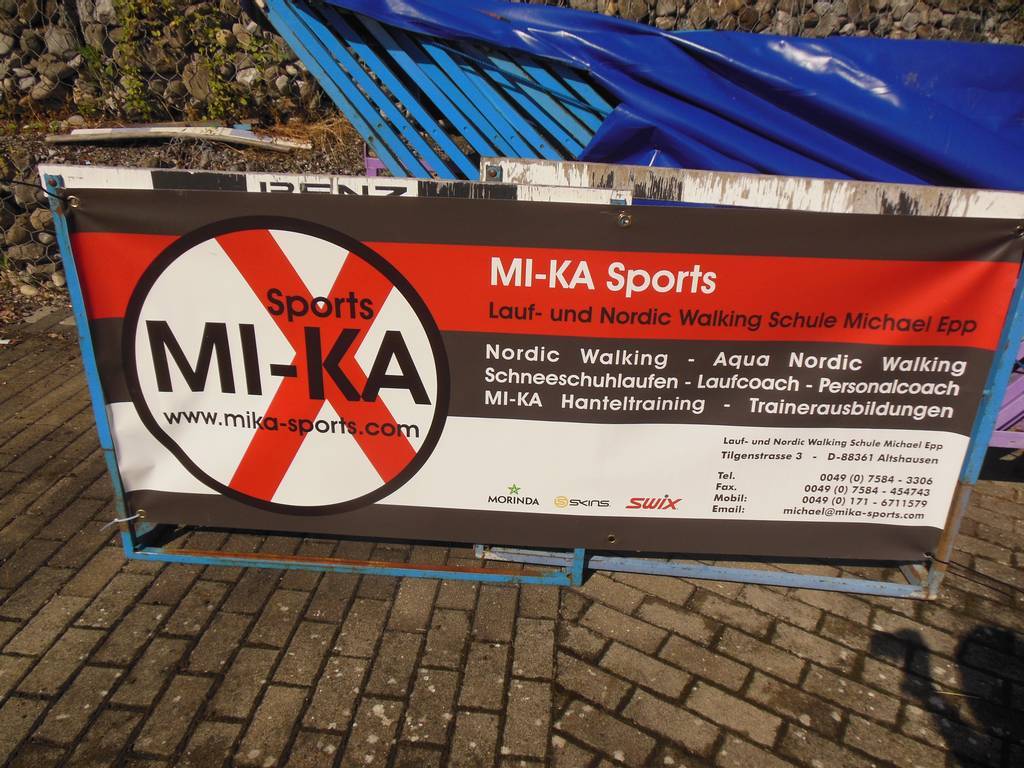 Sports
MI-KA
www.mika-sports.com
MI-KA Sports
Lauf- und Nordic Walking Schule Michael Epp
Nordic Walking - Aqua Nordic Walking
Schneeschuhlaufen - Laufcoach - Personalcoach
MI-KA Hanteltraining - Trainerausbildungen
Lauf- und Nordic Walking Schule Michael Epp
Tilgenstrasse 3 - D-88361 Altshausen
Tel. 0049 (0) 7584 - 3306
Fax. 0049 (0) 7584 - 454743
Mobil: 0049 (0) 171 - 6711579
Email: michael@mika-sports.com
MORINDA SKINS SWIX